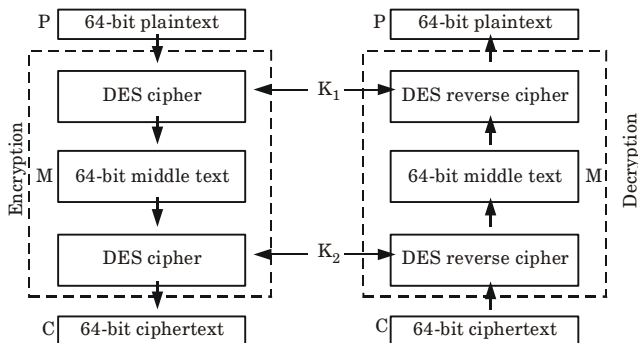 P 64-bit plaintext
DES cipher
M 64-bit middle text
DES cipher
C 64-bit ciphertext
Encryption
K1
K2
P 64-bit plaintext
DES reverse cipher
64-bit middle text M
DES reverse cipher
C 64-bit ciphertext
Decryption